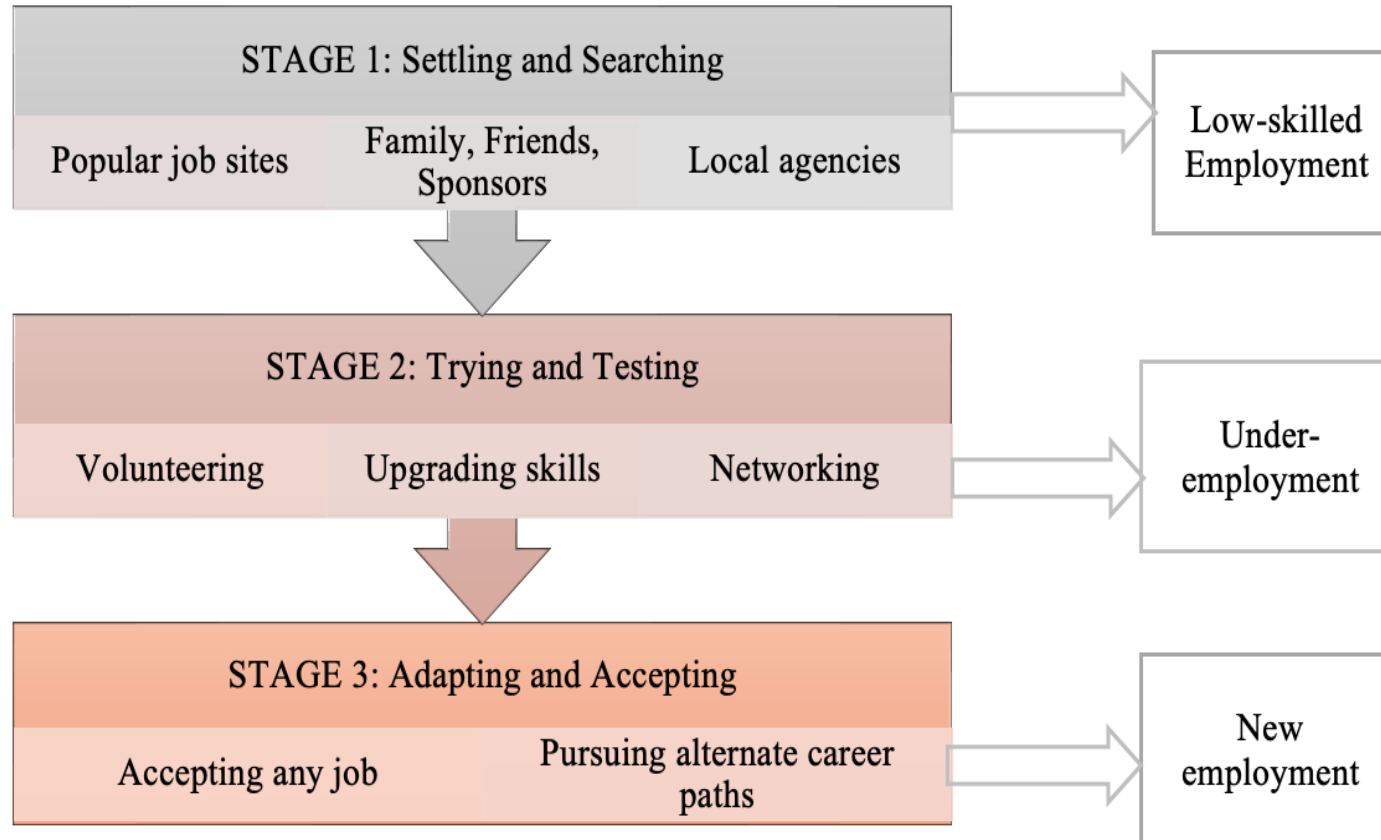 STAGE 1: Settling and Searching
Popular job sites
Family, Friends,
Sponsors
Local agencies
Low-skilled
Employment
STAGE 2: Trying and Testing
Volunteering
Upgrading skills
Networking
Under-
employment
STAGE 3: Adapting and Accepting
Accepting any job
Pursuing alternate career
paths
New
employment